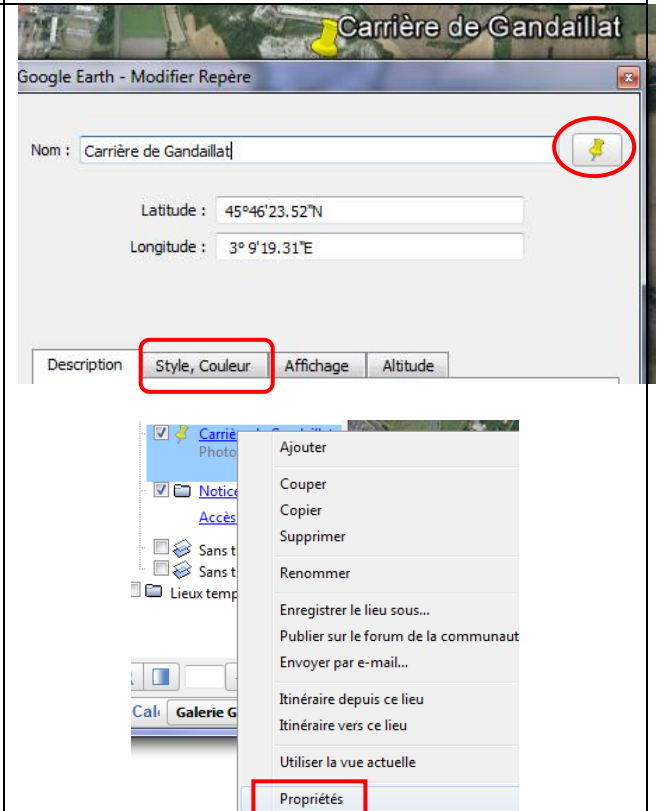 Carrière de Gandaillat
Google Earth - Modifier Repère
Nom : Carrière de Gandaillat
Latitude : 45°46'23.52"N
Longitude : 3° 9'19.31"E
Description Style, Couleur Affichage Altitude
Carriè
Photo
Notice
Accès
Sans t
Sans t
Lieux temp
Cal
Galerie G
Ajouter
Couper
Copier
Supprimer
Renommer
Enregistrer le lieu sous...
Publier sur le forum de la communaut
Envoyer par e-mail...
Itinéraire depuis ce lieu
Itinéraire vers ce lieu
Utiliser la vue actuelle
Propriétés